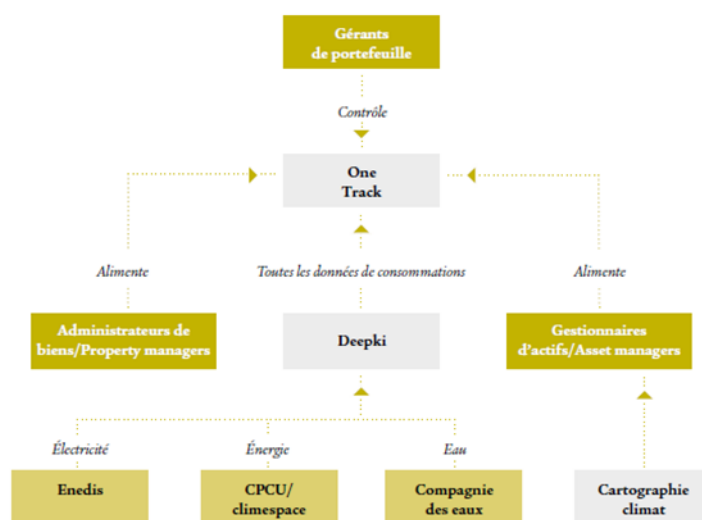 Gérants
de portefeuille
Contrôle
One
Track
Alimente
Toutes les données de consommations
Alimente
Administrateurs de
biens/Property managers
Deepki
Gestionnaires
d'actifs/Asset managers
Électricité
Énergie
Eau
Enedis
CPCU/
climespace
Compagnie
des eaux
Cartographie
climat